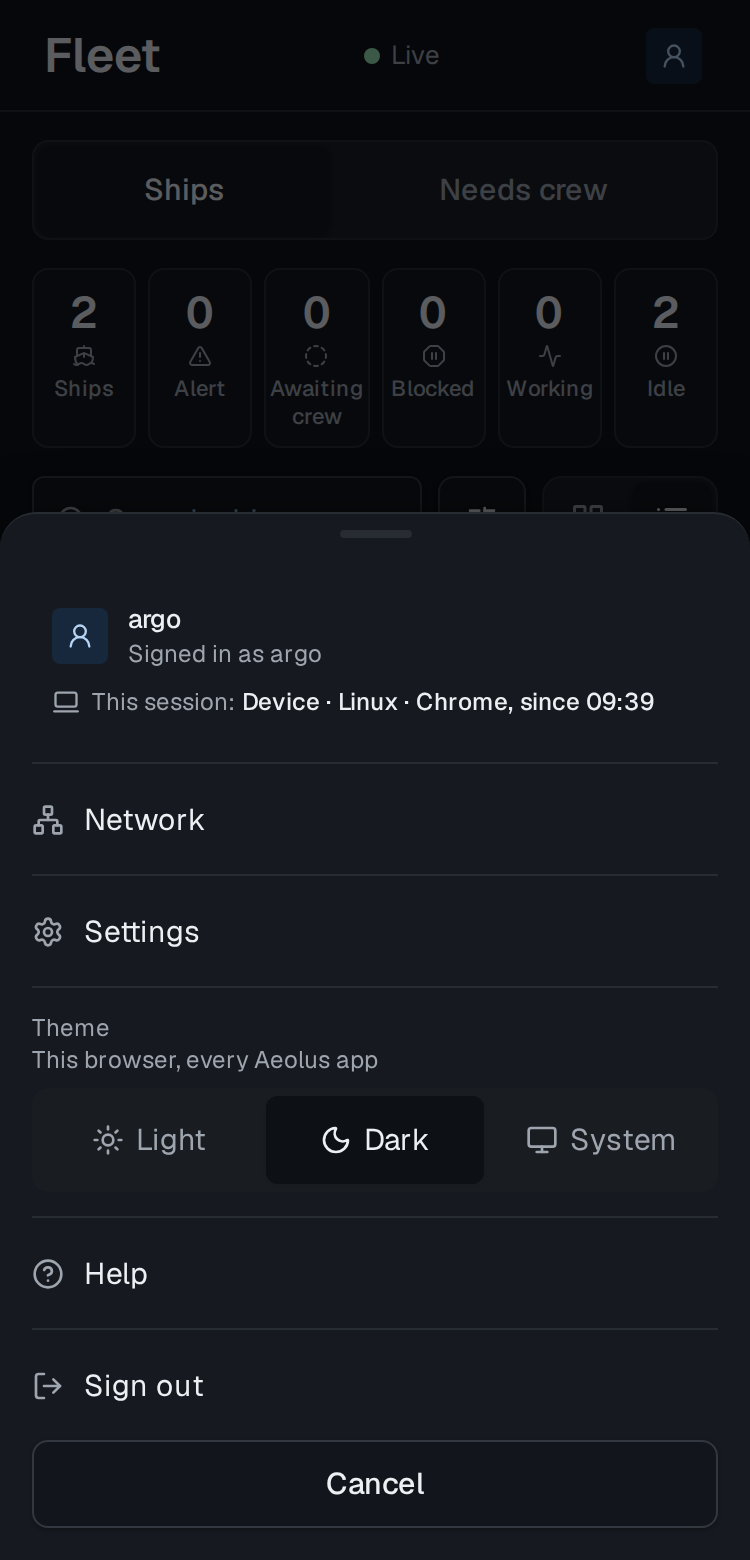 Fleet
Live
Ships
Needs crew
2
0
0
0
0
2
Ships
Alert
Awaiting crew
Blocked
Working
Idle
argo
Signed in as argo
This session: Device · Linux · Chrome, since 09:39
Network
Settings
Theme
This browser, every Aeolus app
Light
Dark
System
Help
Sign out
Cancel